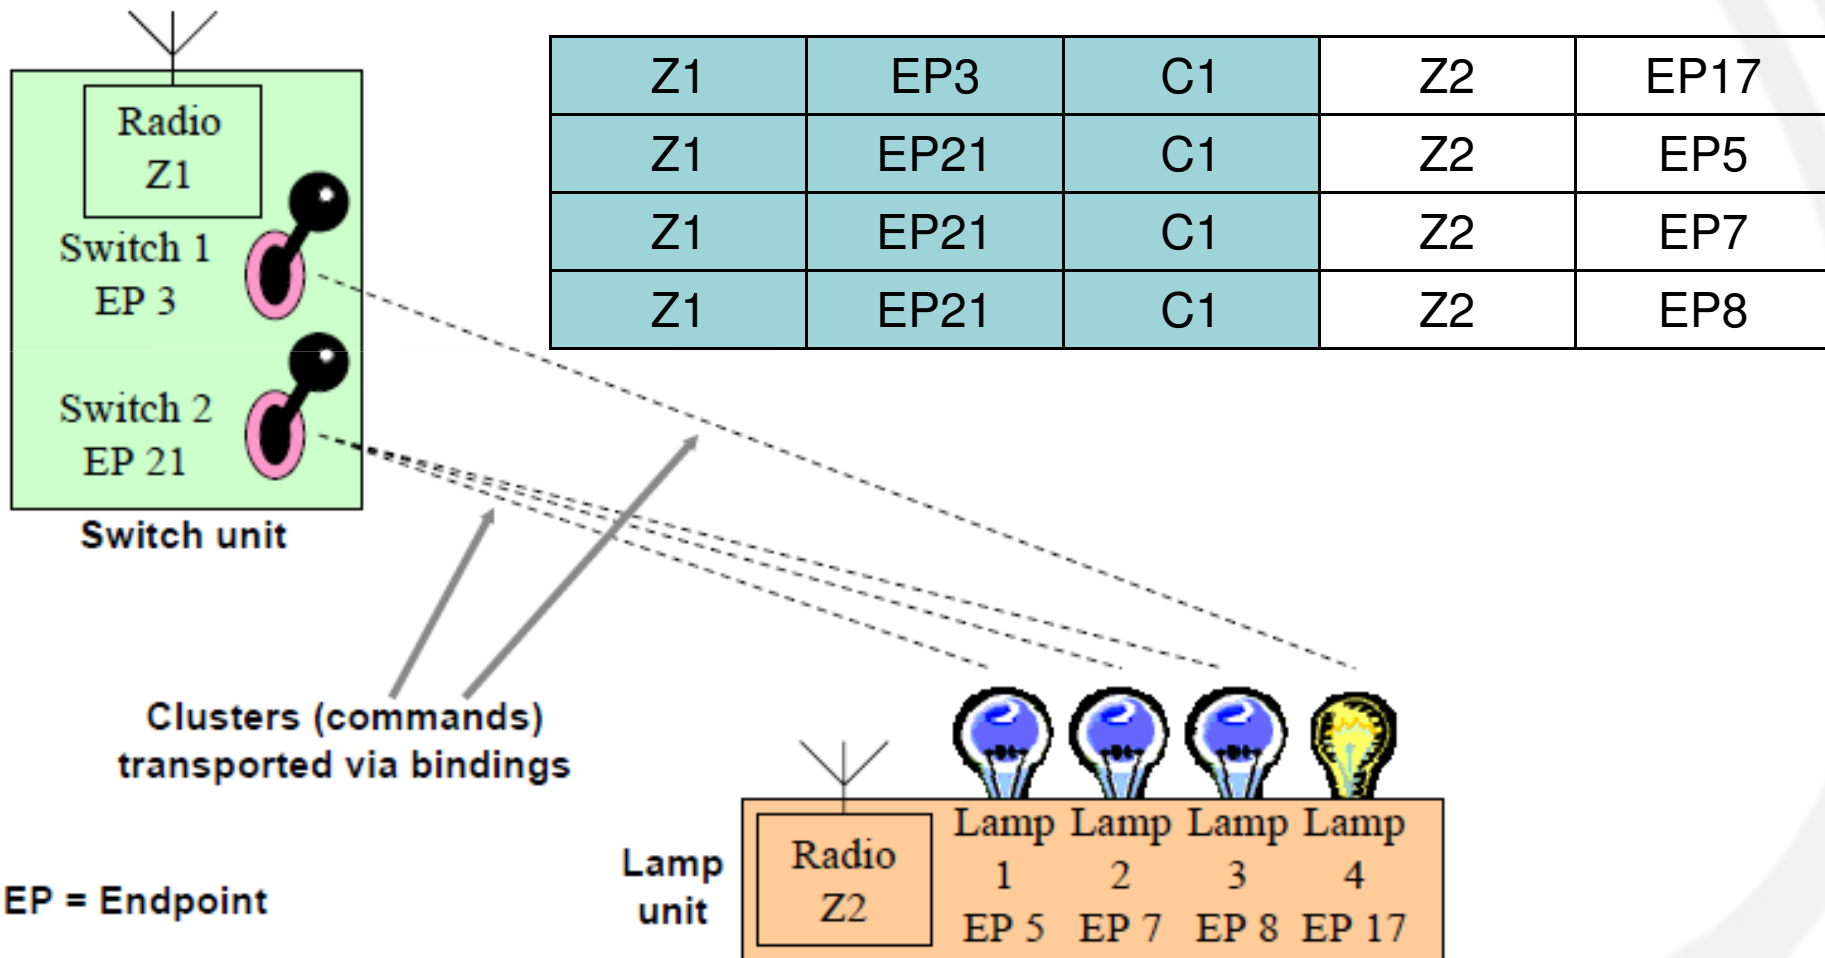 Z1 EP3 C1 Z2 EP17
Z1 EP21 C1 Z2 EP5
Z1 EP21 C1 Z2 EP7
Z1 EP21 C1 Z2 EP8
Radio
Z1
Switch 1
EP 3
Switch 2
EP 21
Switch unit
Clusters (commands)
transported via bindings
EP = Endpoint
Lamp
unit
Radio
Z2
Lamp Lamp Lamp Lamp
1 2 3 4
EP 5 EP 7 EP 8 EP 17